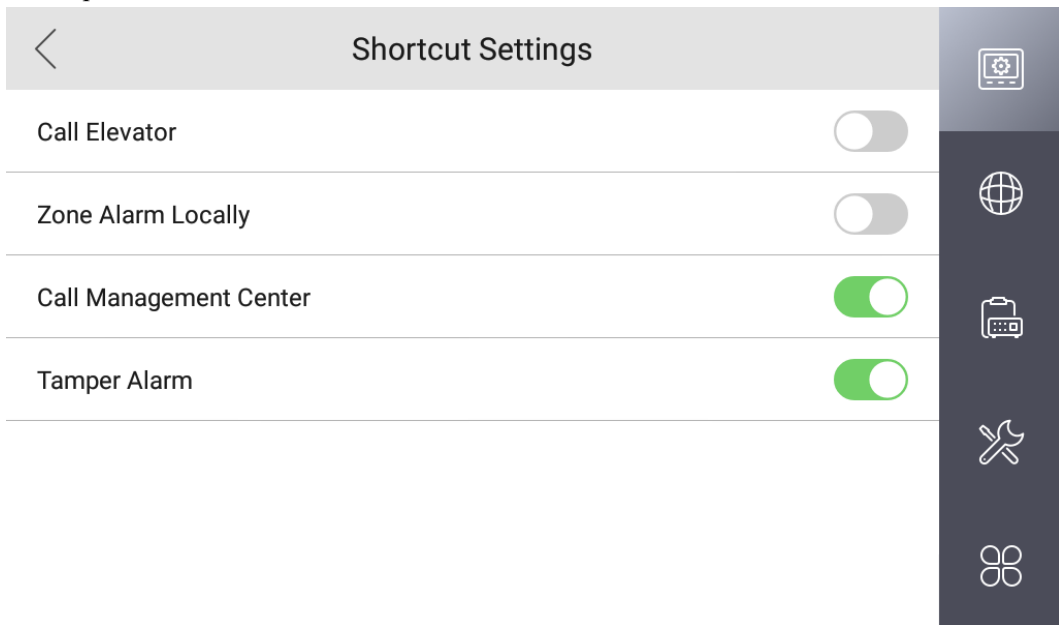 Shortcut Settings
Call Elevator
Zone Alarm Locally
Call Management Center
Tamper Alarm